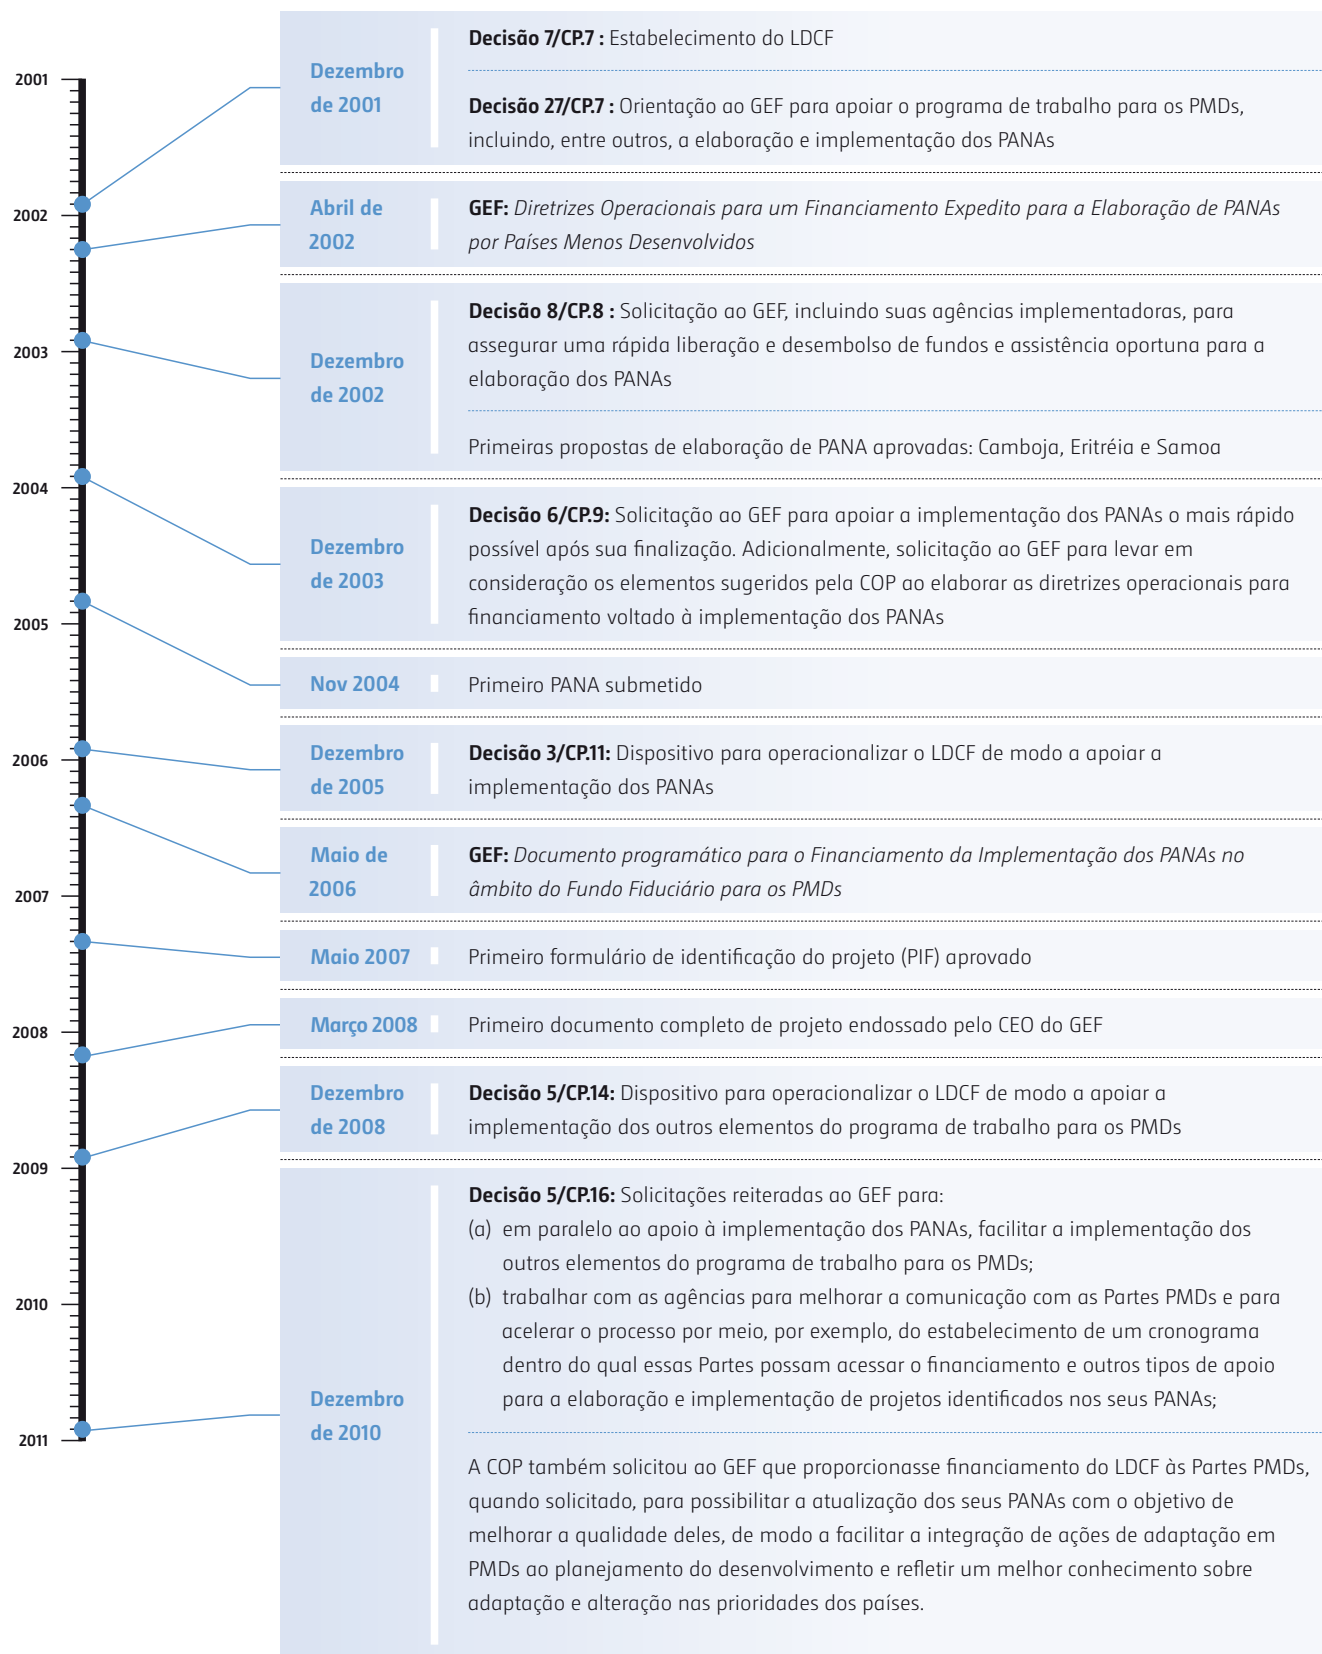 2001
2002
2003
2004
2005
2006
2007
2008
2009
2010
2011
Dezembro
de 2001
Decisão 7/CP.7 : Estabelecimento do LDCF
Decisão 27/CP.7 : Orientação ao GEF para apoiar o programa de trabalho para os PMDs,
incluindo, entre outros, a elaboração e implementação dos PANAs
Abril de
2002
GEF: Diretrizes Operacionais para um Financiamento Expedito para a Elaboração de PANAs
por Países Menos Desenvolvidos
Dezembro
de 2002
Decisão 8/CP.8 : Solicitação ao GEF, incluindo suas agências implementadoras, para
assegurar uma rápida liberação e desembolso de fundos e assistência oportuna para a
elaboração dos PANAs
Primeiras propostas de elaboração de PANA aprovadas: Camboja, Eritréia e Samoa
Dezembro
de 2003
Decisão 6/CP.9: Solicitação ao GEF para apoiar a implementação dos PANAs o mais rápido
possível após sua finalização. Adicionalmente, solicitação ao GEF para levar em
consideração os elementos sugeridos pela COP ao elaborar as diretrizes operacionais para
financiamento voltado à implementação dos PANAs
Nov 2004
Primeiro PANA submetido
Dezembro
de 2005
Decisão 3/CP.11: Dispositivo para operacionalizar o LDCF de modo a apoiar a
implementação dos PANAs
Maio de
2006
GEF: Documento programático para o Financiamento da Implementação dos PANAs no
âmbito do Fundo Fiduciário para os PMDs
Maio 2007
Primeiro formulário de identificação do projeto (PIF) aprovado
Março 2008
Primeiro documento completo de projeto endossado pelo CEO do GEF
Dezembro
de 2008
Decisão 5/CP.14: Dispositivo para operacionalizar o LDCF de modo a apoiar a
implementação dos outros elementos do programa de trabalho para os PMDs
Dezembro
de 2010
Decisão 5/CP.16: Solicitações reiteradas ao GEF para:
(a) em paralelo ao apoio à implementação dos PANAs, facilitar a implementação dos
outros elementos do programa de trabalho para os PMDs;
(b) trabalhar com as agências para melhorar a comunicação com as Partes PMDs e para
acelerar o processo por meio, por exemplo, do estabelecimento de um cronograma
dentro do qual essas Partes possam acessar o financiamento e outros tipos de apoio
para a elaboração e implementação de projetos identificados nos seus PANAs;
A COP também solicitou ao GEF que proporcionasse financiamento do LDCF às Partes PMDs,
quando solicitado, para possibilitar a atualização dos seus PANAs com o objetivo de
melhorar a qualidade deles, de modo a facilitar a integração de ações de adaptação em
PMDs ao planejamento do desenvolvimento e refletir um melhor conhecimento sobre
adaptação e alteração nas prioridades dos países.